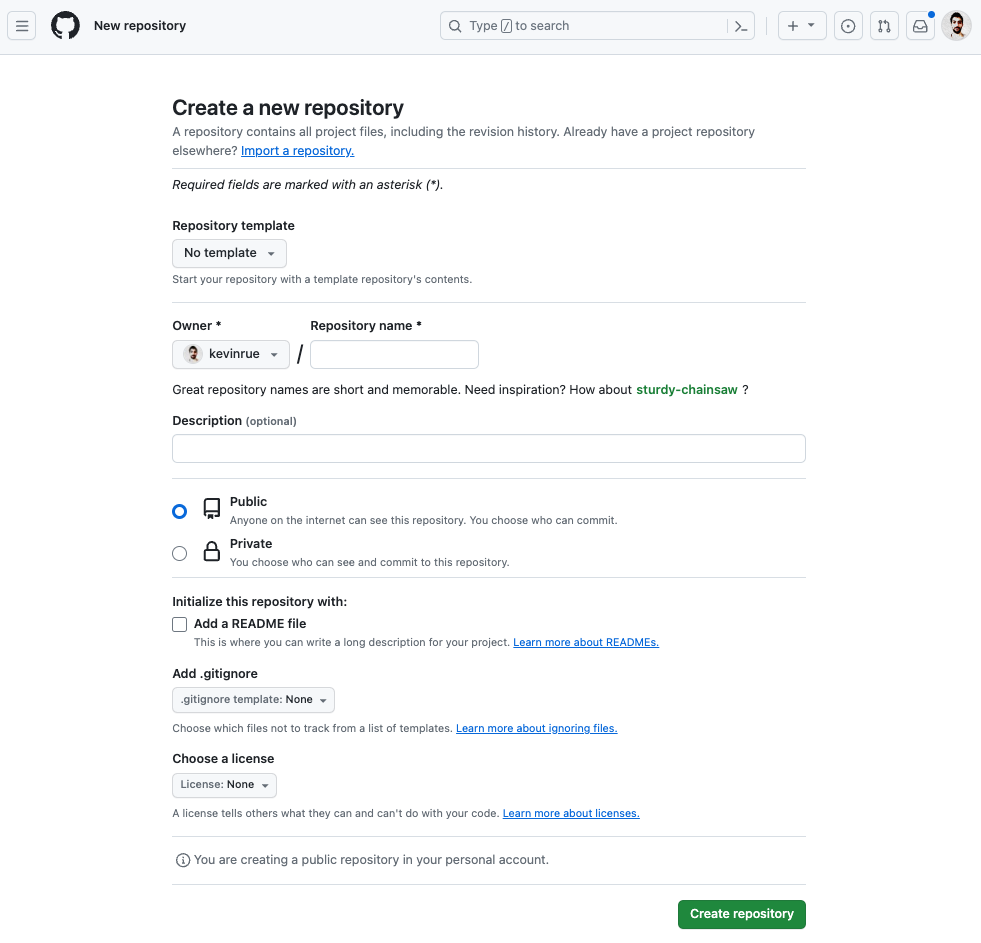 New repository
Type / to search
Create a new repository
A repository contains all project files, including the revision history. Already have a project repository
elsewhere? Import a repository.
Required fields are marked with an asterisk (*).
Repository template
No template
Start your repository with a template repository's contents.
Owner * Repository name *
kevinrue /
Great repository names are short and memorable. Need inspiration? How about sturdy-chainsaw ?
Description (optional)
Public
Anyone on the internet can see this repository. You choose who can commit.
Private
You choose who can see and commit to this repository.
Initialize this repository with:
Add a README file
This is where you can write a long description for your project. Learn more about READMEs.
Add .gitignore
.gitignore template: None
Choose which files not to track from a list of templates. Learn more about ignoring files.
Choose a license
License: None
A license tells others what they can and can't do with your code. Learn more about licenses.
You are creating a public repository in your personal account.
Create repository